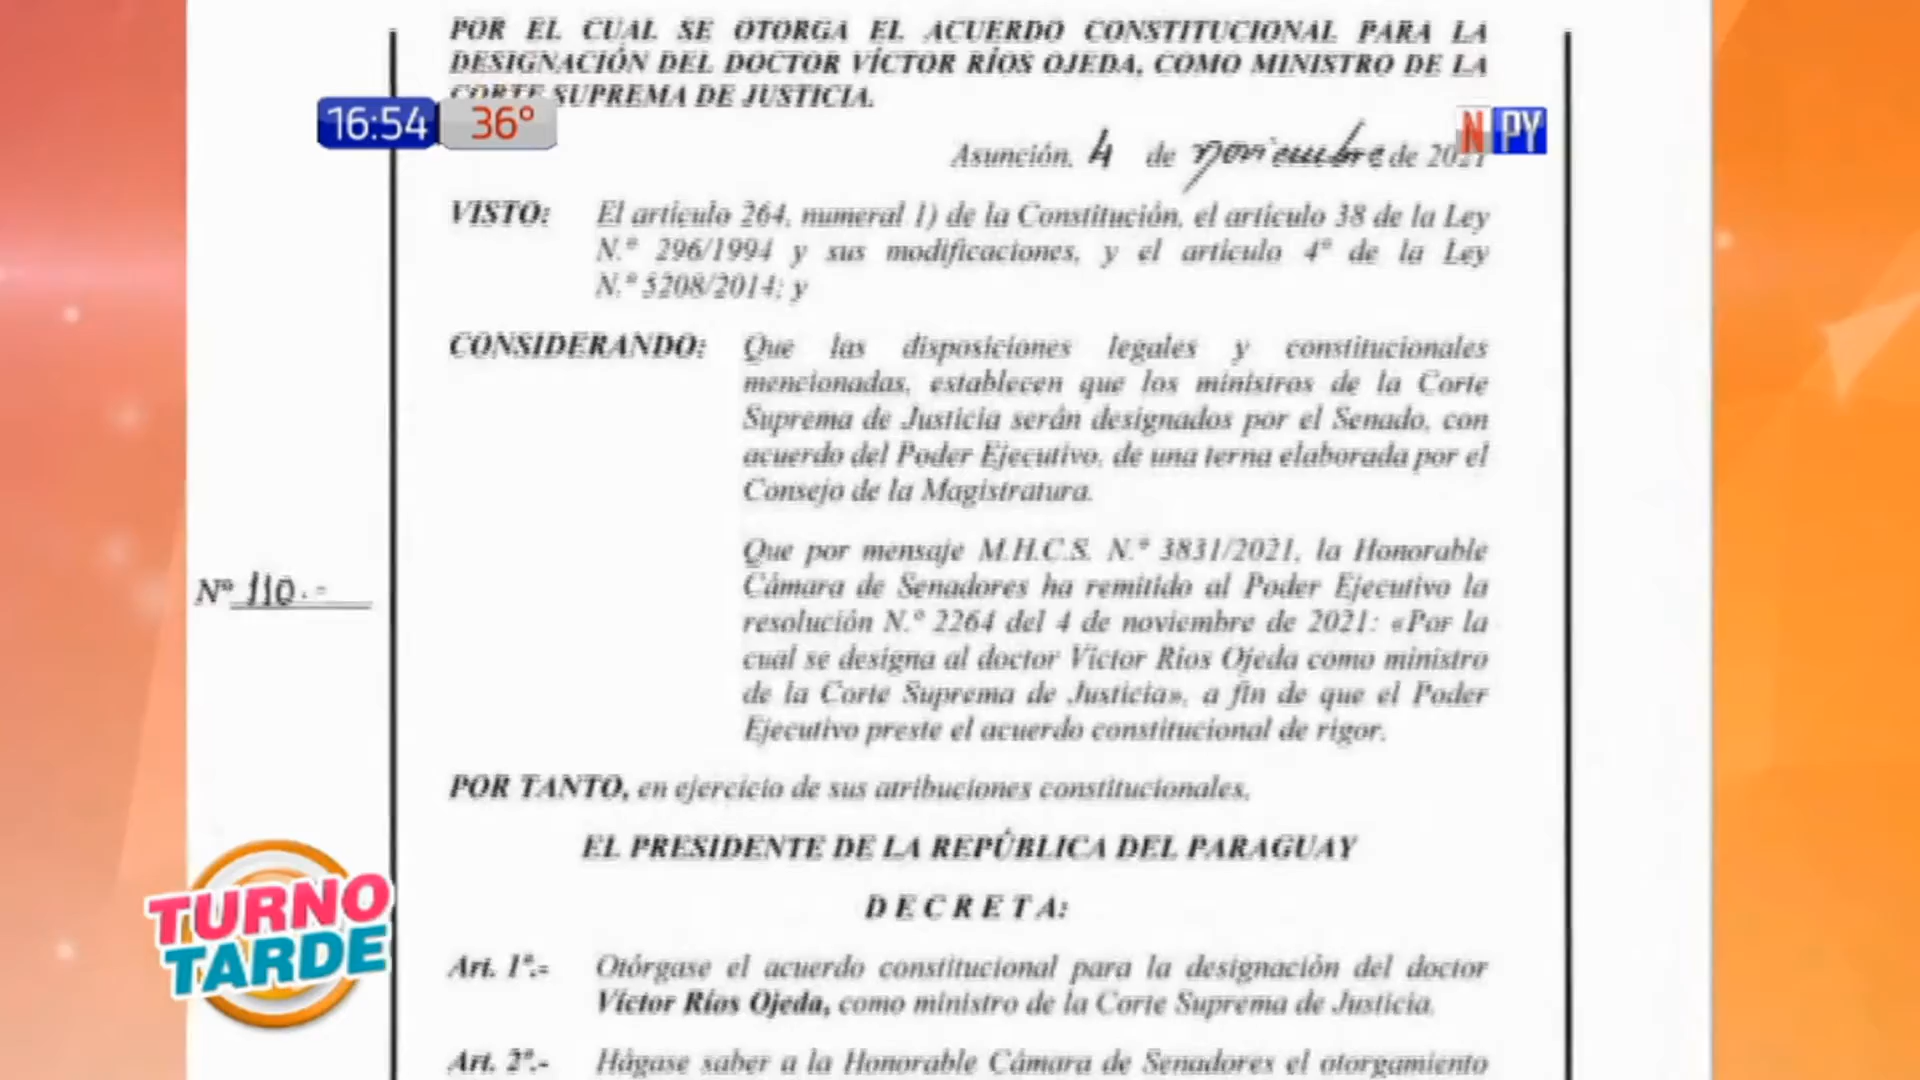 POR EL CUAL SE OTORGA EL ACUERDO CONSTITUCIONAL PARA LA
DESIGNACIÓN DEL DOCTOR VÍCTOR RÍOS OJEDA, COMO MINISTRO DE LA
CORTE SUPREMA DE JUSTICIA.
16:54 36°
NPY
Asunción, 4 de noviembre de 2021
VISTO: El artículo 264, numeral 1) de la Constitución, el artículo 38 de la Ley
N.º 296/1994 y sus modificaciones, y el artículo 4º de la Ley
N.º 5208/2014; y
CONSIDERANDO: Que las disposiciones legales y constitucionales
mencionadas, establecen que los ministros de la Corte
Suprema de Justicia serán designados por el Senado, con
acuerdo del Poder Ejecutivo, de una terna elaborada por el
Consejo de la Magistratura.
Que por mensaje M.H.C.S. N.º 3831/2021, la Honorable
Cámara de Senadores ha remitido al Poder Ejecutivo la
resolución N.º 2264 del 4 de noviembre de 2021: «Por la
cual se designa al doctor Víctor Ríos Ojeda como ministro
de la Corte Suprema de Justicia», a fin de que el Poder
Ejecutivo preste el acuerdo constitucional de rigor.
Nº 110.-
POR TANTO, en ejercicio de sus atribuciones constitucionales,
EL PRESIDENTE DE LA REPÚBLICA DEL PARAGUAY
DECRETA:
TURNO
TARDE
Art. 1º.- Otórgase el acuerdo constitucional para la designación del doctor
Víctor Ríos Ojeda, como ministro de la Corte Suprema de Justicia.
Art. 2º.- Hágase saber a la Honorable Cámara de Senadores el otorgamiento